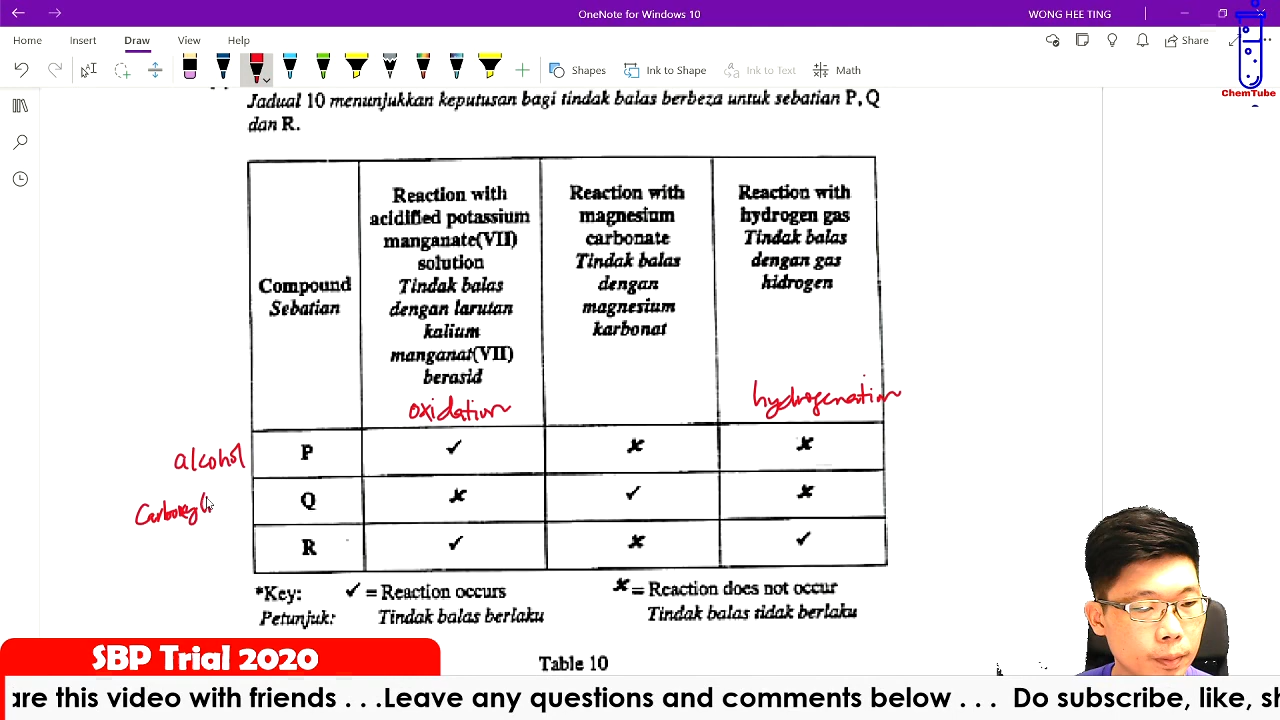 OneNote for Windows 10
WONG HEE TING
Home Insert Draw View Help
Shapes Ink to Shape Ink to Text Math
Share
ChemTube
Jadual 10 menunjukkan keputusan bagi tindak balas berbeza untuk sebatian P, Q
dan R.
Compound
Sebatian
Reaction with
acidified potassium
manganate(VII)
solution
Tindak balas
dengan larutan
kalium
manganat(VII)
berasid
oxidation
Reaction with
magnesium
carbonate
Tindak balas
dengan
magnesium
karbonat
Reaction with
hydrogen gas
Tindak balas
dengan gas
hidrogen
hydrogenation
alcohol P ✓ ✗ ✗
Q ✗ ✓ ✗
R ✓ ✗ ✓
*Key: ✓ = Reaction occurs ✗ = Reaction does not occur
Petunjuk: Tindak balas berlaku Tindak balas tidak berlaku
SBP Trial 2020
Table 10
are this video with friends . . .Leave any questions and comments below . . . Do subscribe, like, sh